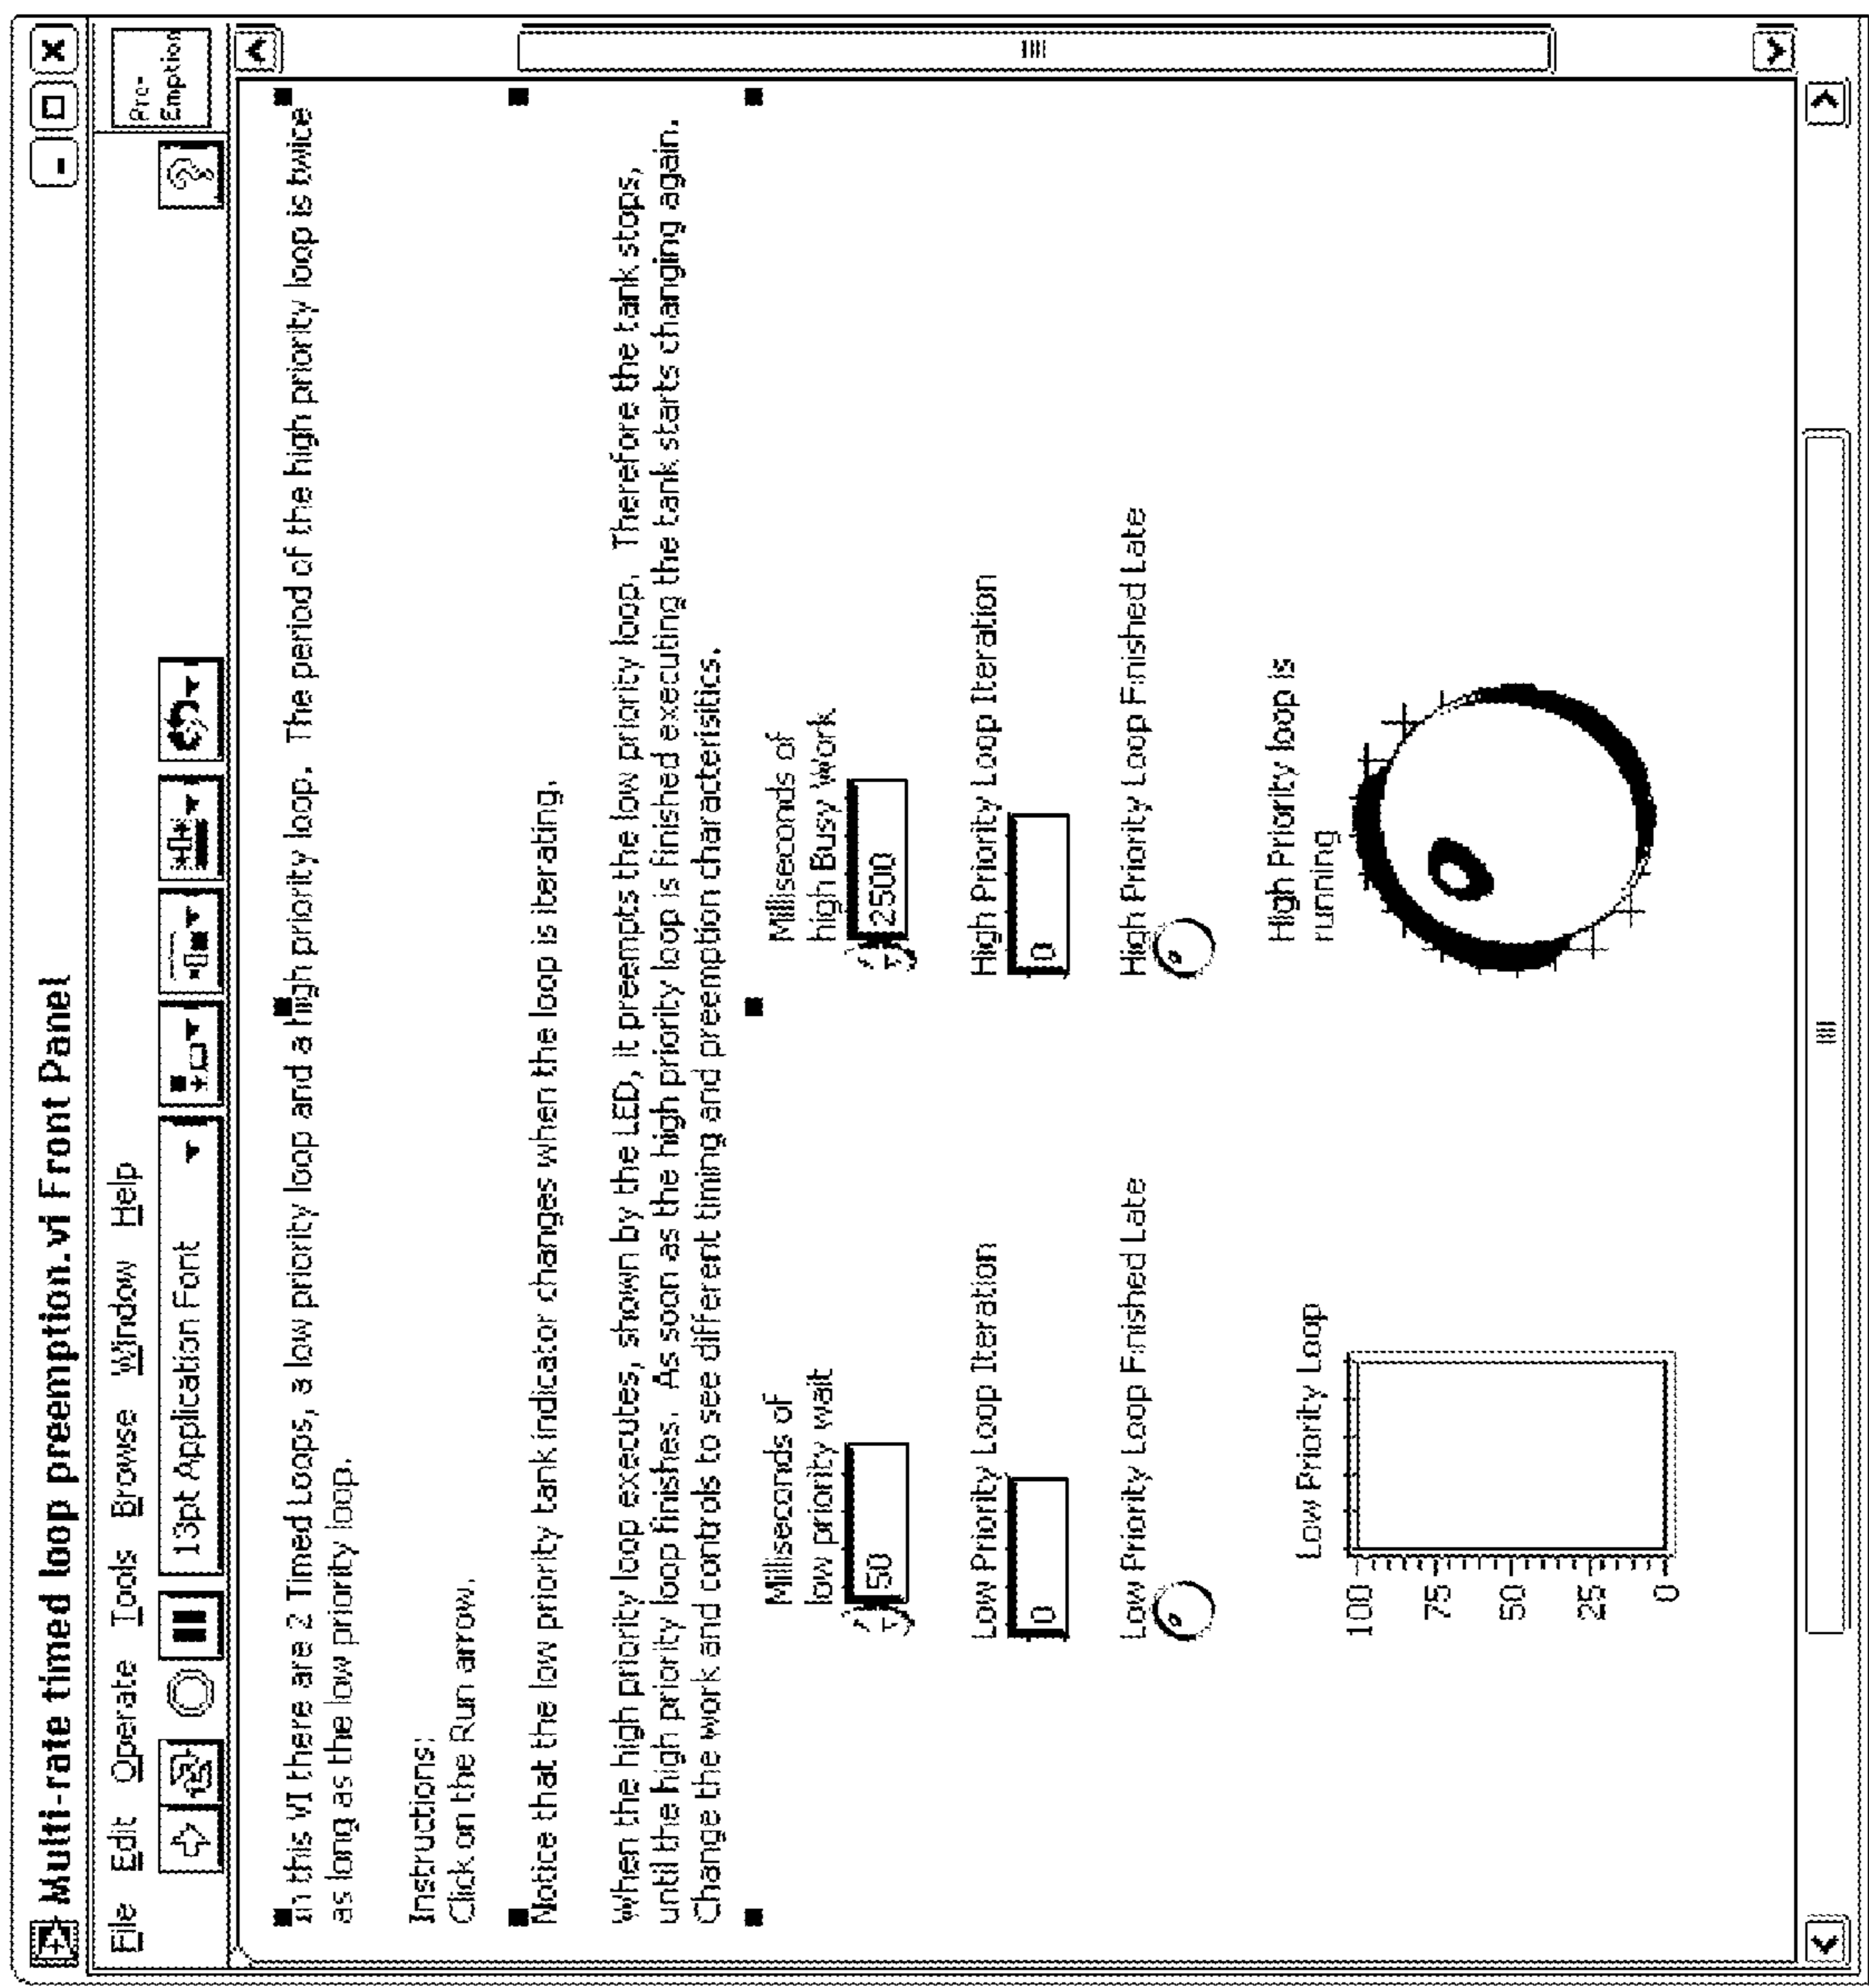 Multi-rate timed loop preemption.vi Front Panel
File Edit Operate Tools Browse Window Help
Pre-
Emption
13pt Application Font
?
In this VI there are 2 Timed Loops, a low priority loop and a high priority loop. The period of the high priority loop is twice
as long as the low priority loop.
Instructions:
Click on the Run arrow.
Notice that the low priority tank indicator changes when the loop is iterating.
When the high priority loop executes, shown by the LED, it preempts the low priority loop. Therefore the tank stops,
until the high priority loop finishes. As soon as the high priority loop is finished executing the tank starts changing again.
Change the work and controls to see different timing and preemption characterisitics.
Milliseconds of
low priority wait
50
Low Priority Loop Iteration
0
Low Priority Loop Finished Late
Low Priority Loop
100
75
50
25
0
Milliseconds of
high Busy Work
2500
High Priority Loop Iteration
0
High Priority Loop Finished Late
High Priority loop is
running